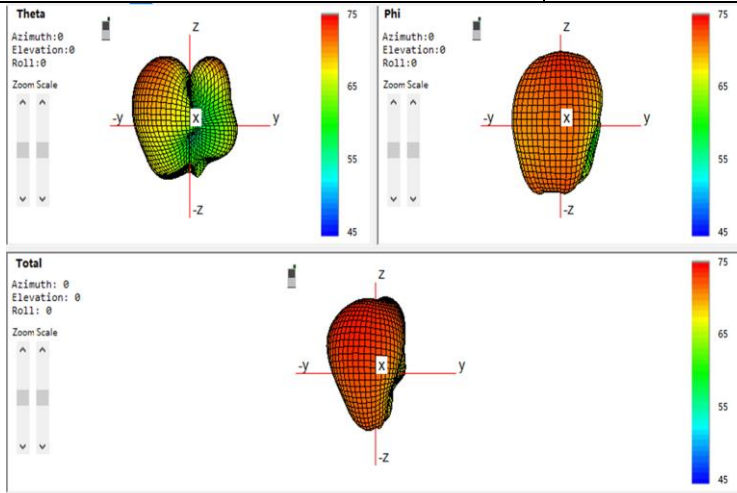 Theta
Azimuth:0
Elevation:0
Roll:0
Zoom Scale
Z
-y
X
y
-Z
75
65
55
45
Phi
Azimuth:0
Elevation:0
Roll:0
Zoom Scale
Z
-y
X
y
-Z
75
65
55
45
Total
Azimuth: 0
Elevation: 0
Roll: 0
Zoom Scale
Z
-y
X
y
-Z
75
65
55
45